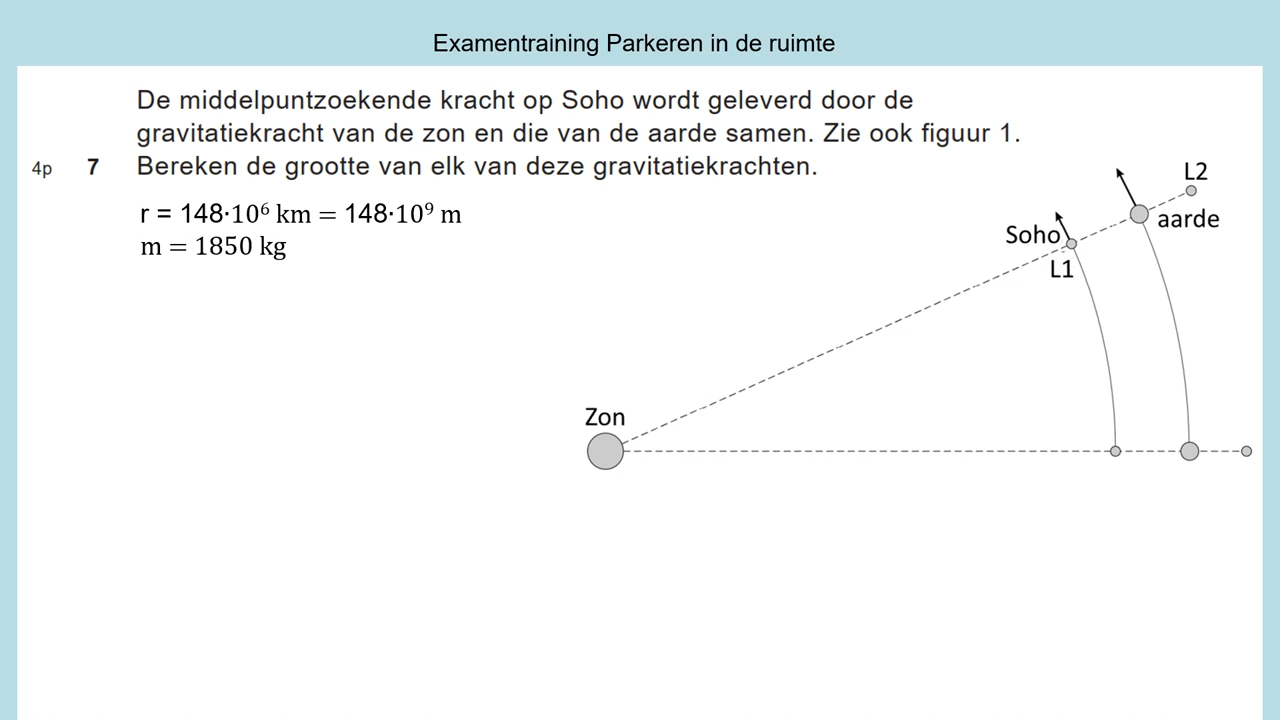 Examentraining Parkeren in de ruimte
De middelpuntzoekende kracht op Soho wordt geleverd door de
gravitatiekracht van de zon en die van de aarde samen. Zie ook figuur 1.
4p 7 Bereken de grootte van elk van deze gravitatiekrachten.
r = 148·10⁶ km = 148·10⁹ m
m = 1850 kg
L2
aarde
Soho
L1
Zon